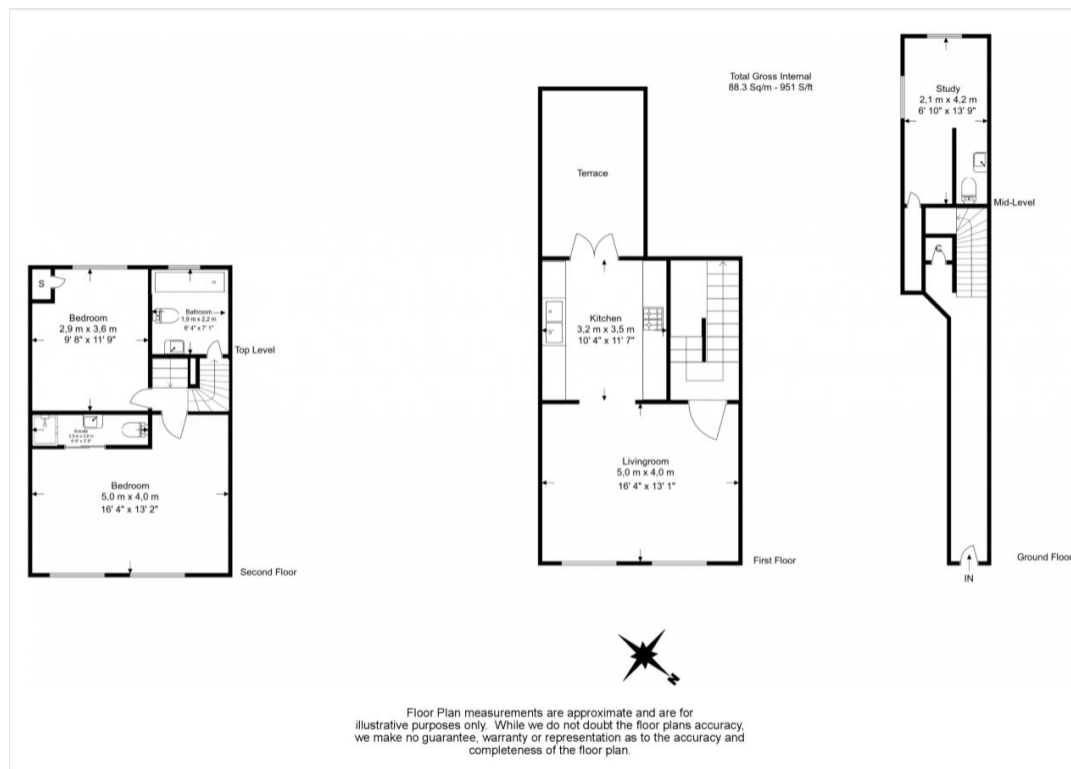 Total Gross Internal
88.3 Sq/m - 951 S/ft
Study
2,1 m x 4,2 m
6' 10" x 13' 9"
Mid-Level
C
Ground Floor
IN
Terrace
Kitchen
3,2 m x 3,5 m
10' 4" x 11' 7"
Livingroom
5,0 m x 4,0 m
16' 4" x 13' 1"
First Floor
S
Bedroom
2,9 m x 3,6 m
9' 8" x 11' 9"
Bathroom
1,9 m x 2,2 m
6' 4" x 7' 1"
Top Level
Ensuite
Bedroom
5,0 m x 4,0 m
16' 4" x 13' 2"
Second Floor
N
Floor Plan measurements are approximate and are for
illustrative purposes only. While we do not doubt the floor plans accuracy,
we make no guarantee, warranty or representation as to the accuracy and
completeness of the floor plan.